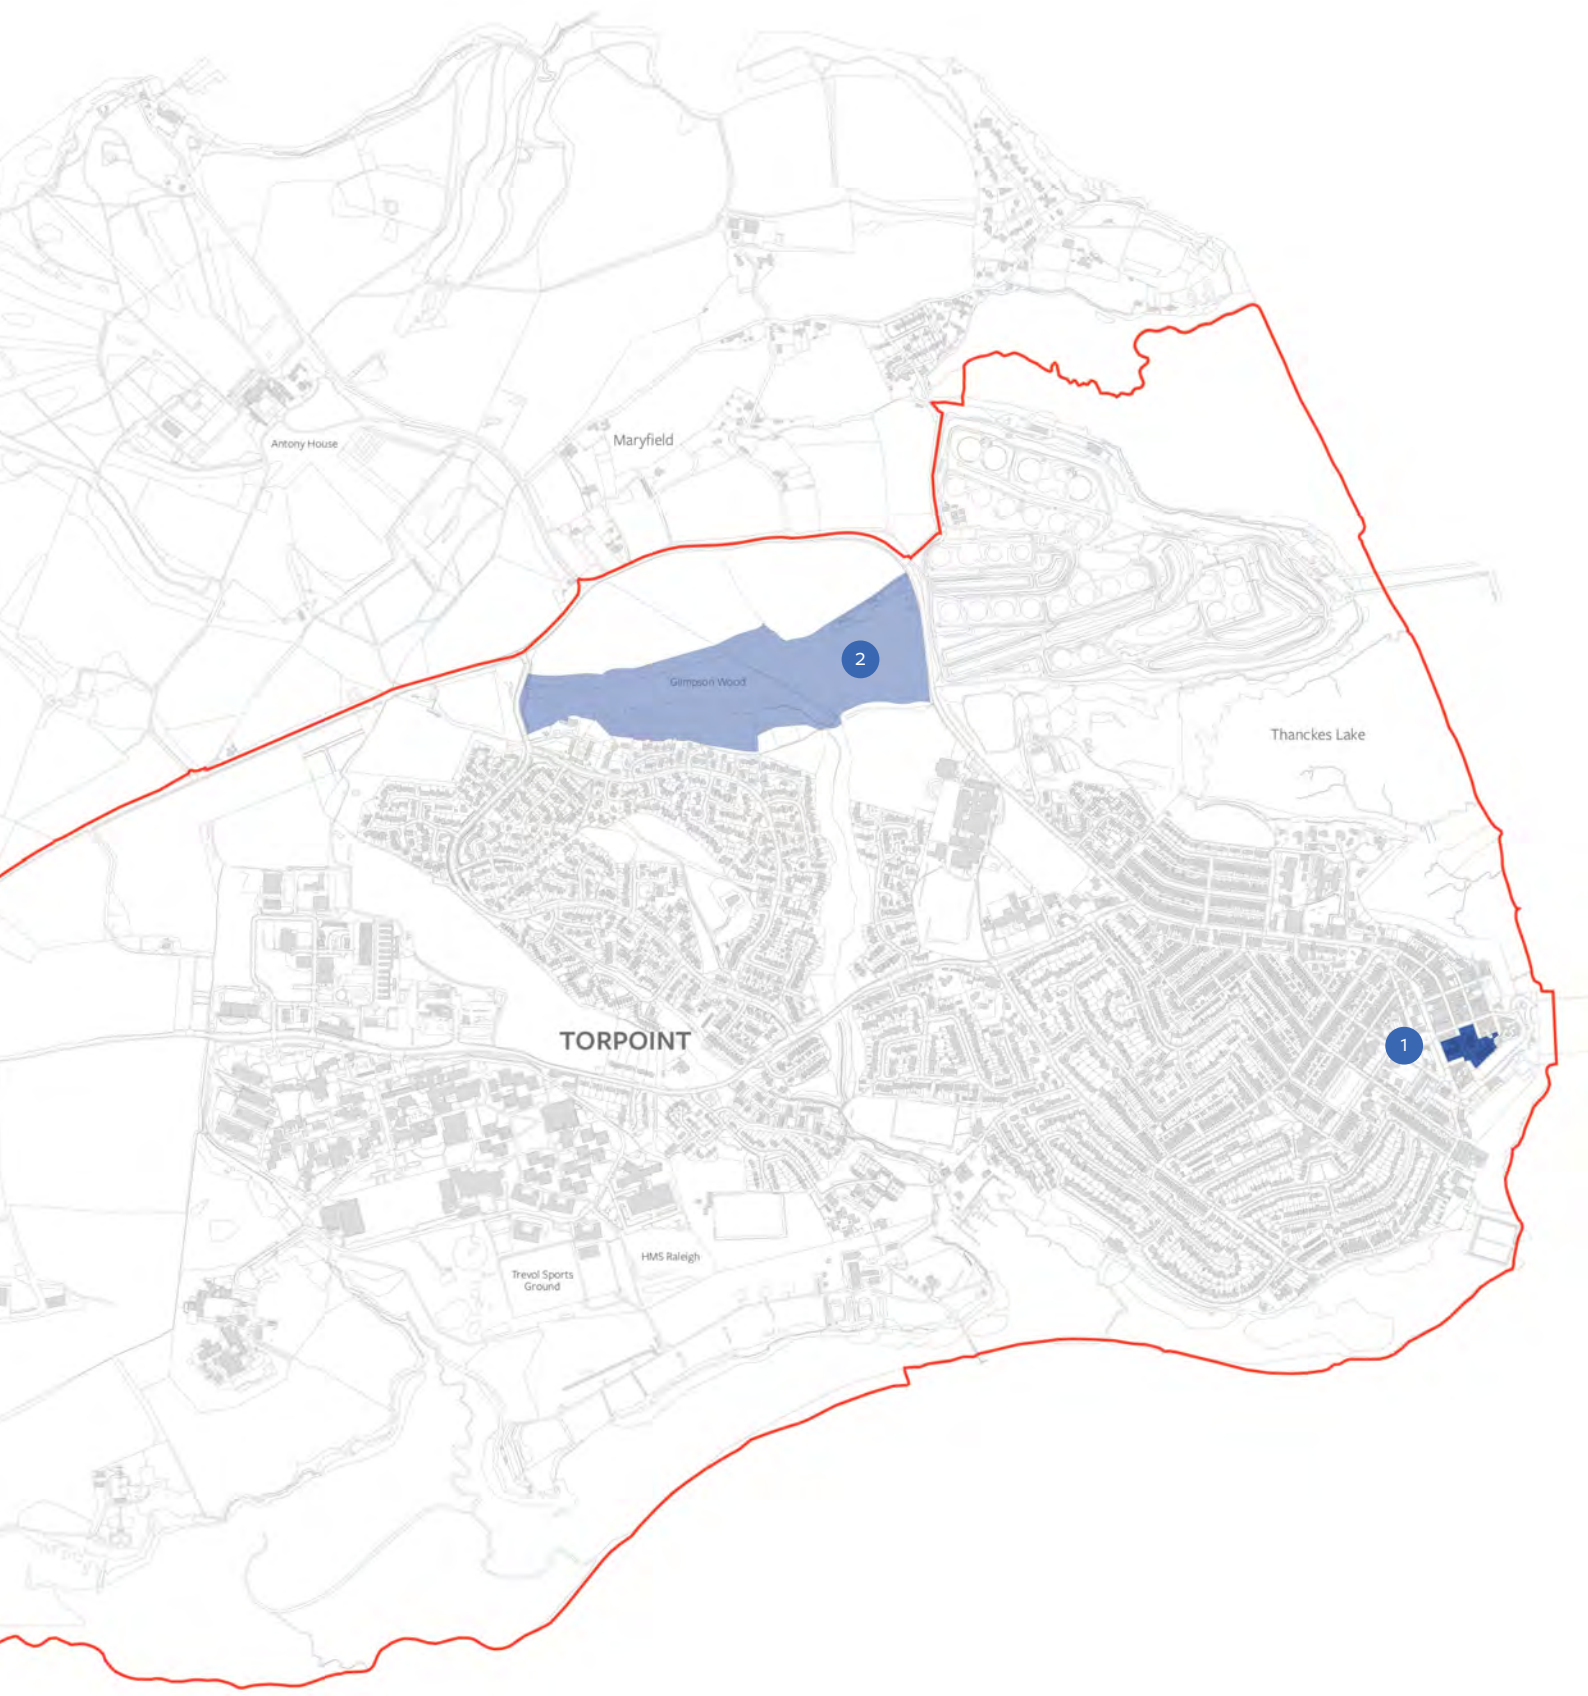 Antony House
Maryfield
2
Glimpson Wood
Thanckes Lake
TORPOINT
1
HMS Raleigh
Trevol Sports
Ground